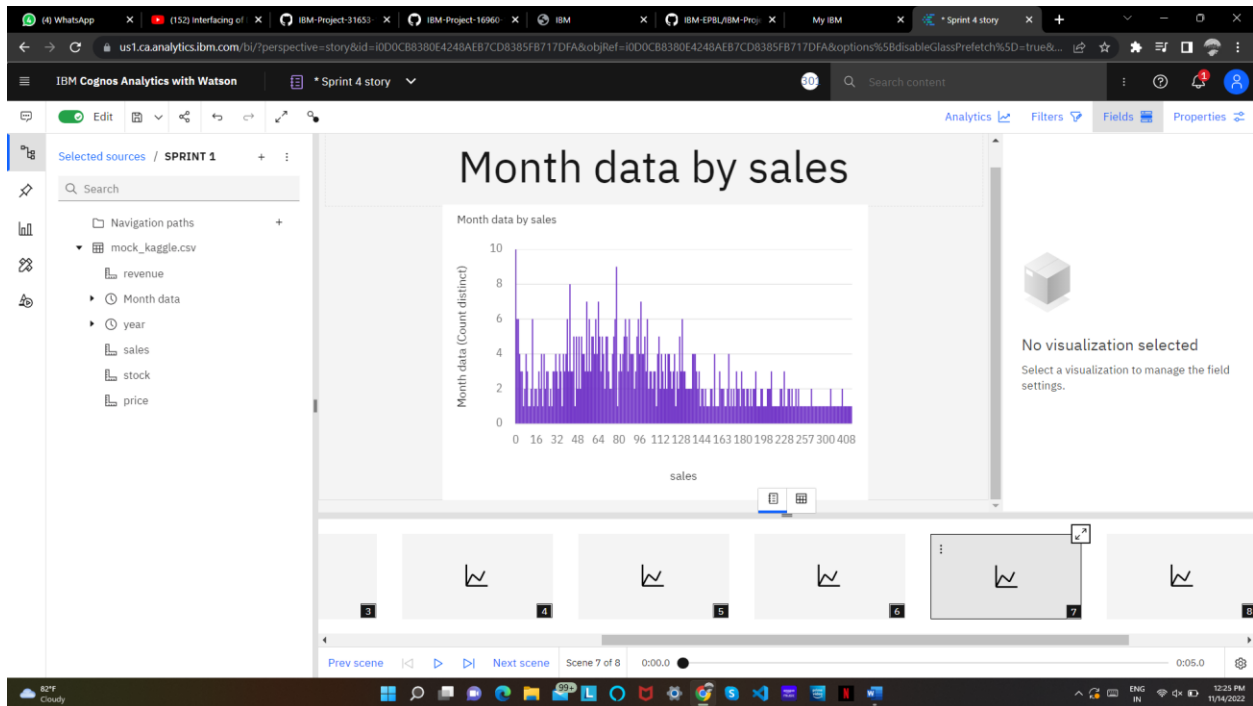 (4) WhatsApp
(152) Interfacing of
IBM-Project-31653-
IBM-Project-16960-
IBM
IBM-EPBL/IBM-Proje
My IBM
* Sprint 4 story
us1.ca.analytics.ibm.com/bi/?perspective=story&id=i0D0CB8380E4248AEB7CD8385FB717DFA&objRef=i0D0CB8380E4248AEB7CD8385FB717DFA&options%5BdisableGlassPrefetch%5D=true&...
IBM Cognos Analytics with Watson
* Sprint 4 story
Search content
1
Edit
Analytics
Filters
Fields
Properties
Selected sources / SPRINT 1
Search
Navigation paths
mock_kaggle.csv
revenue
Month data
year
sales
stock
price
Month data by sales
Month data by sales
Month data (Count distinct)
10
8
6
4
2
0
0 16 32 48 64 80 96 112 128 144 163 180 198 228 257 300 408
sales
No visualization selected
Select a visualization to manage the field
settings.
3
4
5
6
7
8
Prev scene
Next scene
Scene 7 of 8
0:00.0
0:05.0
82°F
Cloudy
99+
ENG
IN
12:25 PM
11/14/2022